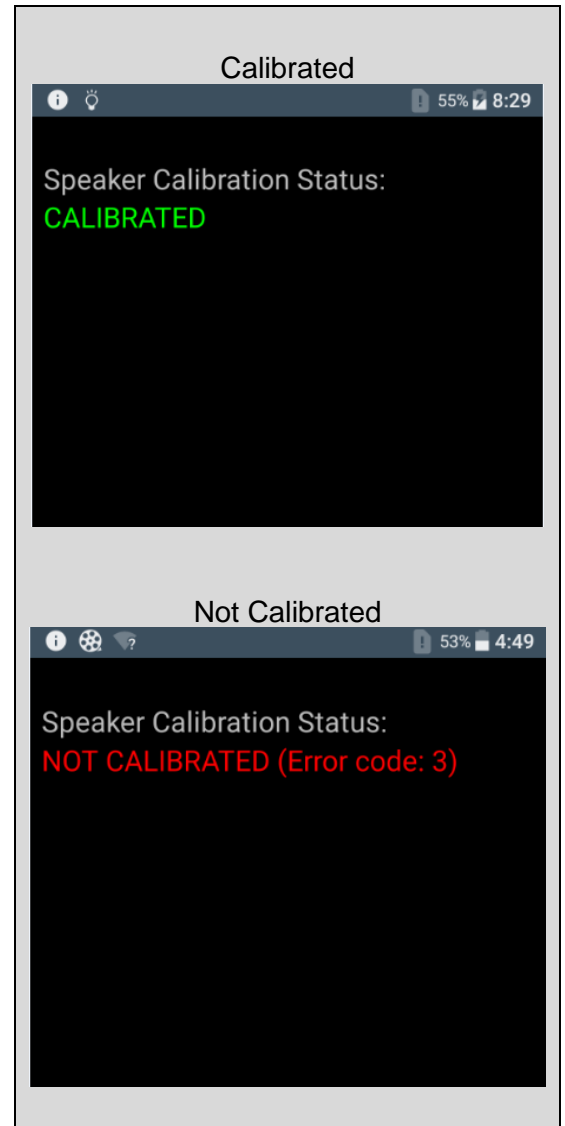 Calibrated
55% 8:29
Speaker Calibration Status:
CALIBRATED
Not Calibrated
? 53% 4:49
Speaker Calibration Status:
NOT CALIBRATED (Error code: 3)